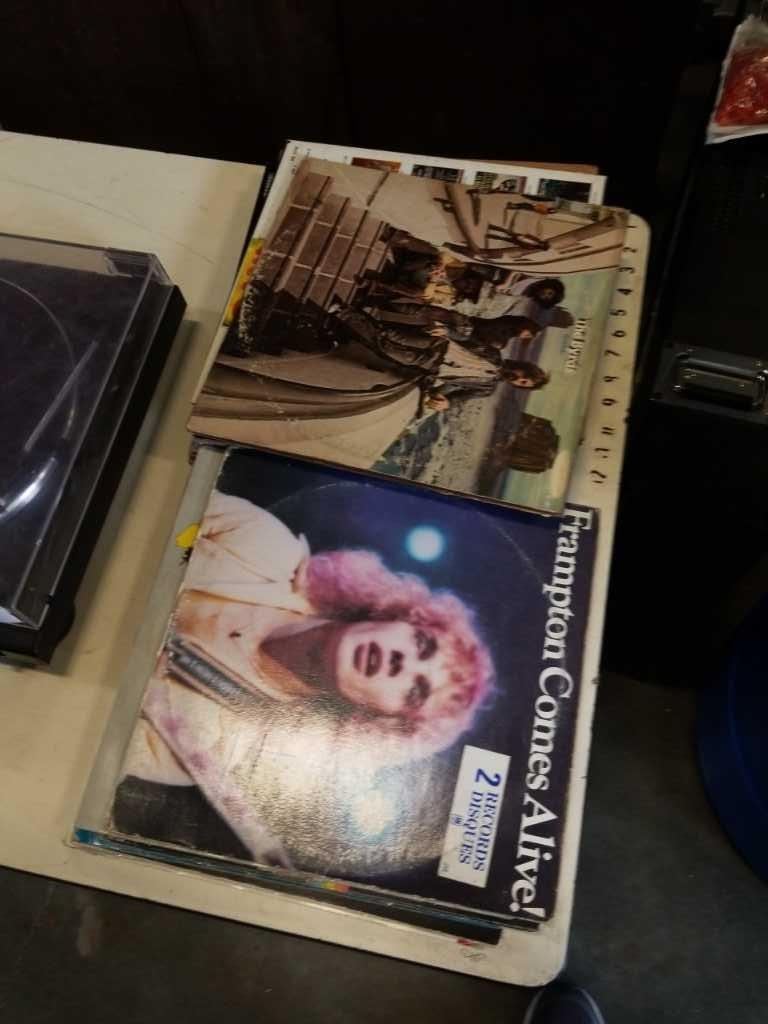 The Byrds
Frampton Comes Alive!
2 RECORDS
DISQUES